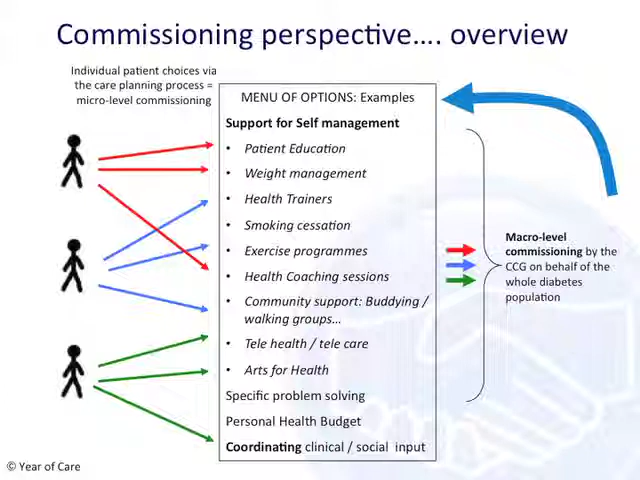 Commissioning perspective…. overview
Individual patient choices via
the care planning process =
micro-level commissioning
MENU OF OPTIONS: Examples
Support for Self management
• Patient Education
• Weight management
• Health Trainers
• Smoking cessation
• Exercise programmes
• Health Coaching sessions
• Community support: Buddying /
walking groups…
• Tele health / tele care
• Arts for Health
Specific problem solving
Personal Health Budget
Coordinating clinical / social input
Macro-level
commissioning by the
CCG on behalf of the
whole diabetes
population
© Year of Care